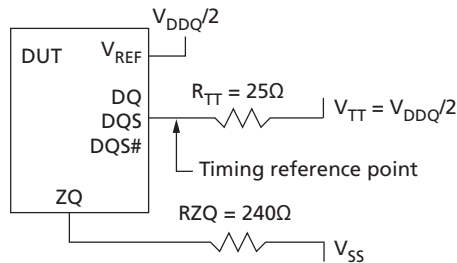 V_DDQ/2
DUT
V_REF
DQ
DQS
DQS#
R_TT = 25Ω
V_TT = V_DDQ/2
Timing reference point
ZQ
RZQ = 240Ω
V_SS